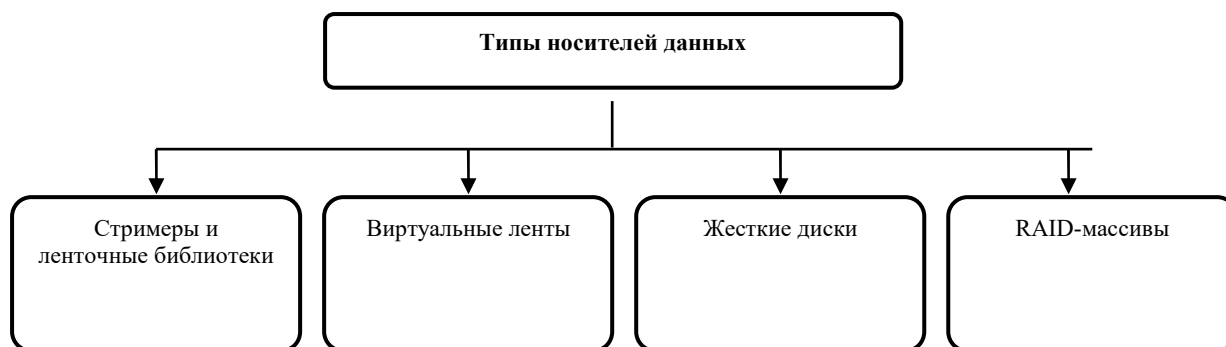 Типы носителей данных
Стримеры и
ленточные библиотеки
Виртуальные ленты
Жесткие диски
RAID-массивы